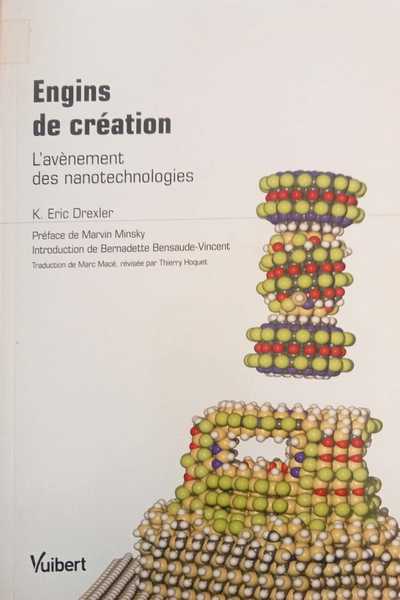 Engins
de création
L'avènement
des nanotechnologies
K. Eric Drexler
Préface de Marvin Minsky
Introduction de Bernadette Bensaude-Vincent
Traduction de Marc Macé, révisée par Thierry Hoquet
Vuibert